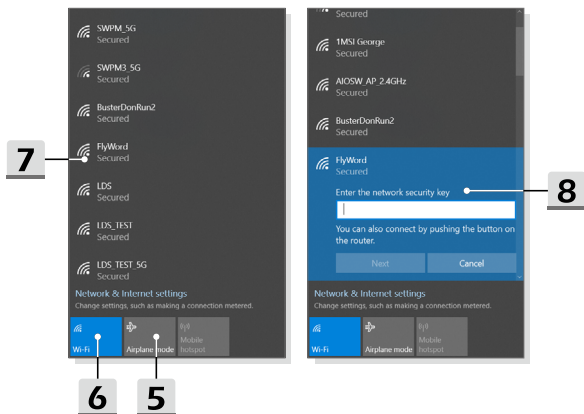 SWPM_5G
Secured
SWPM3_5G
Secured
BusterDonRun2
Secured
FlyWord
Secured
LDS
Secured
LDS_TEST
Secured
LDS_TEST_5G
Secured
Network & Internet settings
Change settings, such as making a connection metered.
Wi-Fi
Airplane mode
Mobile
hotspot
7
6
5
Secured
1MSI George
Secured
AIOSW_AP_2.4GHz
Secured
BusterDonRun2
Secured
FlyWord
Secured
Enter the network security key
You can also connect by pushing the button on
the router.
Next
Cancel
Network & Internet settings
Change settings, such as making a connection metered.
Wi-Fi
Airplane mode
Mobile
hotspot
8